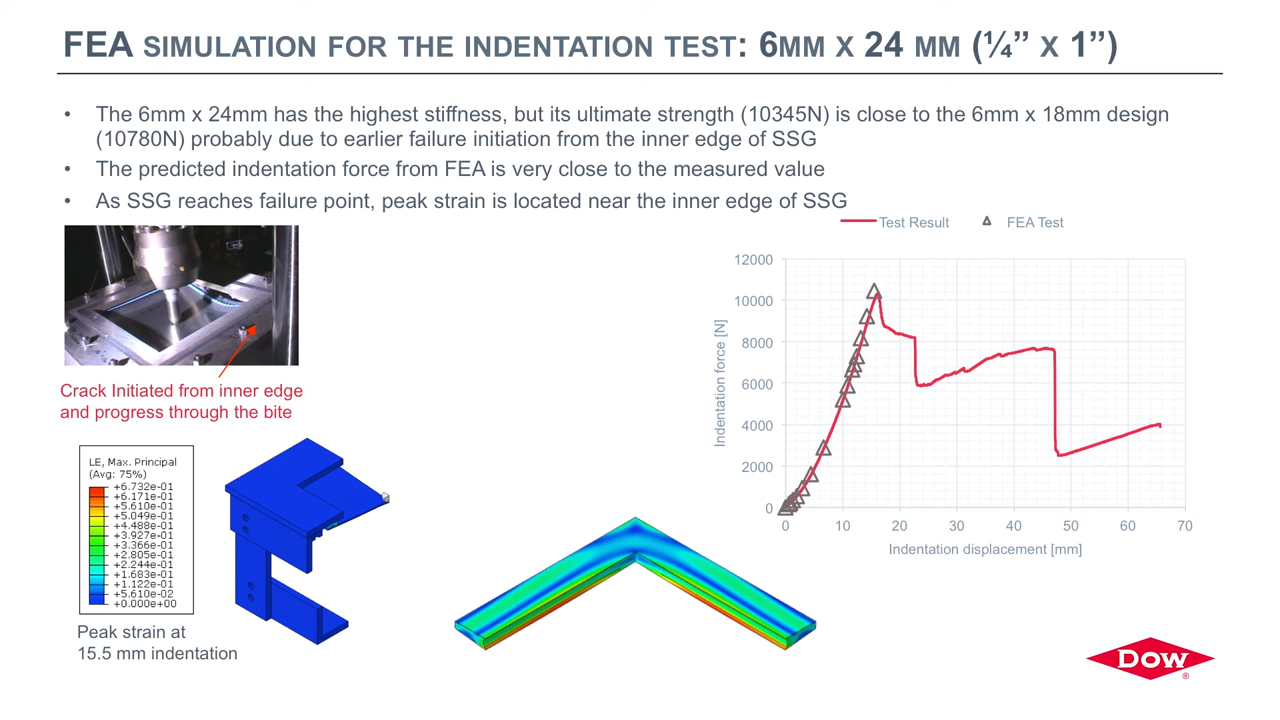 FEA SIMULATION FOR THE INDENTATION TEST: 6MM X 24 MM (¼” X 1”)
• The 6mm x 24mm has the highest stiffness, but its ultimate strength (10345N) is close to the 6mm x 18mm design
(10780N) probably due to earlier failure initiation from the inner edge of SSG
• The predicted indentation force from FEA is very close to the measured value
• As SSG reaches failure point, peak strain is located near the inner edge of SSG
Crack Initiated from inner edge
and progress through the bite
LE, Max. Principal
(Avg: 75%)
+6.732e-01
+6.171e-01
+5.610e-01
+5.049e-01
+4.488e-01
+3.927e-01
+3.366e-01
+2.805e-01
+2.244e-01
+1.683e-01
+1.122e-01
+5.610e-02
+0.000e+00
Peak strain at
15.5 mm indentation
Test Result
FEA Test
Indentation force [N]
12000
10000
8000
6000
4000
2000
0
0 10 20 30 40 50 60 70
Indentation displacement [mm]
DOW
®